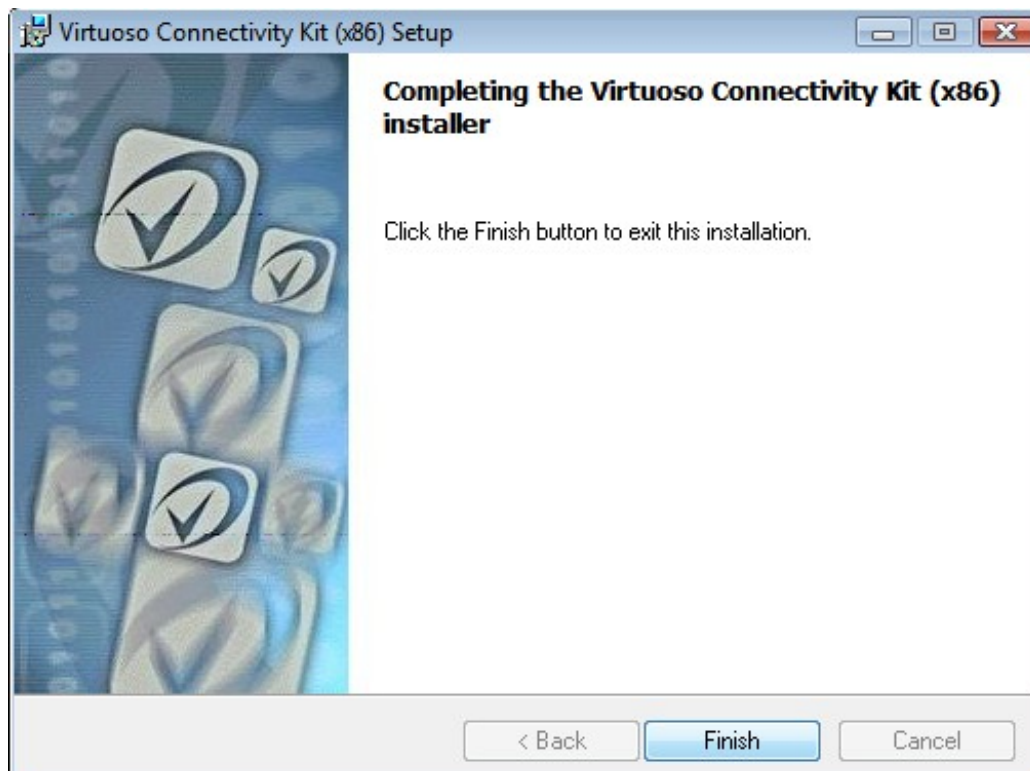 Virtuoso Connectivity Kit (x86) Setup
Completing the Virtuoso Connectivity Kit (x86)
installer
Click the Finish button to exit this installation.
< Back
Finish
Cancel